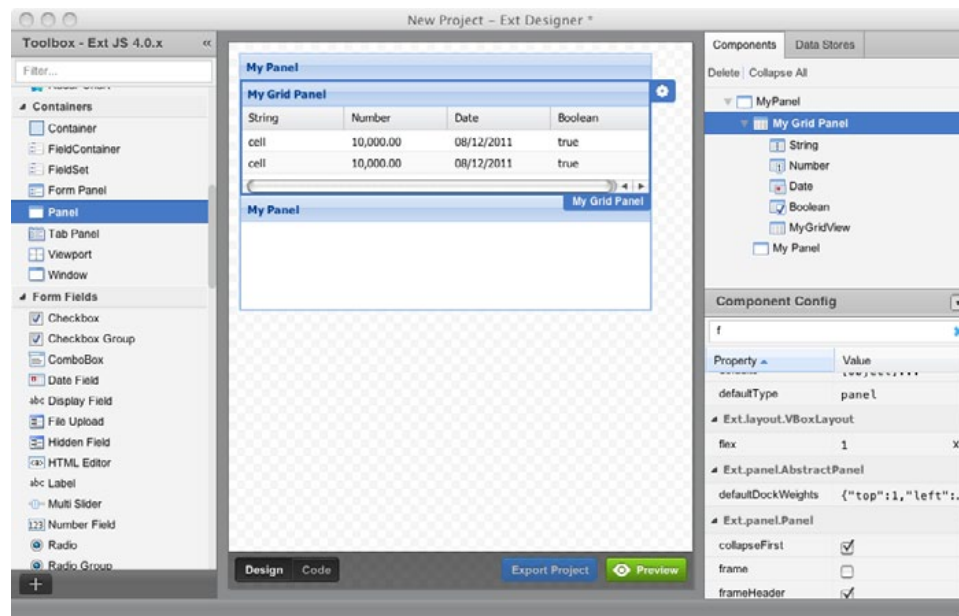 New Project – Ext Designer *
Toolbox - Ext JS 4.0.x «
Filter...
Containers
Container
FieldContainer
FieldSet
Form Panel
Panel
Tab Panel
Viewport
Window
Form Fields
Checkbox
Checkbox Group
ComboBox
Date Field
abc Display Field
File Upload
Hidden Field
HTML Editor
abc Label
Multi Slider
123 Number Field
Radio
Radio Group
My Panel
My Grid Panel
String Number Date Boolean
cell 10,000.00 08/12/2011 true
cell 10,000.00 08/12/2011 true
My Grid Panel
My Panel
Design Code
Export Project
Preview
Components Data Stores
Delete Collapse All
MyPanel
My Grid Panel
String
Number
Date
Boolean
MyGridView
My Panel
Component Config
f
Property Value
defaultType panel
Ext.layout.VBoxLayout
flex 1 x
Ext.panel.AbstractPanel
defaultDockWeights {"top":1,"left":.
Ext.panel.Panel
collapseFirst
frame
frameHeader